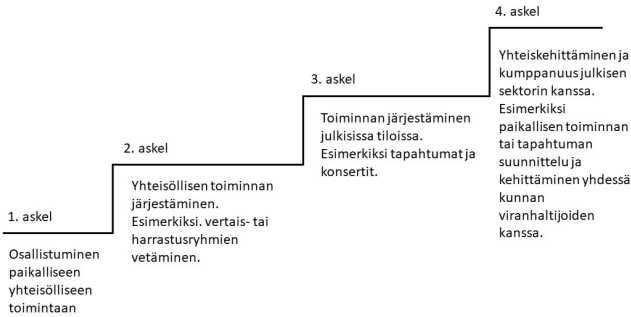 1. askel
Osallistuminen
paikalliseen
yhteisölliseen
toimintaan
2. askel
Yhteisöllisen toiminnan
järjestäminen.
Esimerkiksi. vertais- tai
harrastusryhmien
vetäminen.
3. askel
Toiminnan järjestäminen
julkisissa tiloissa.
Esimerkiksi tapahtumat ja
konsertit.
4. askel
Yhteiskehittäminen ja
kumppanuus julkisen
sektorin kanssa.
Esimerkiksi
paikallisen toiminnan
tai tapahtuman
suunnittelu ja
kehittäminen yhdessä
kunnan
viranhaltijoiden
kanssa.